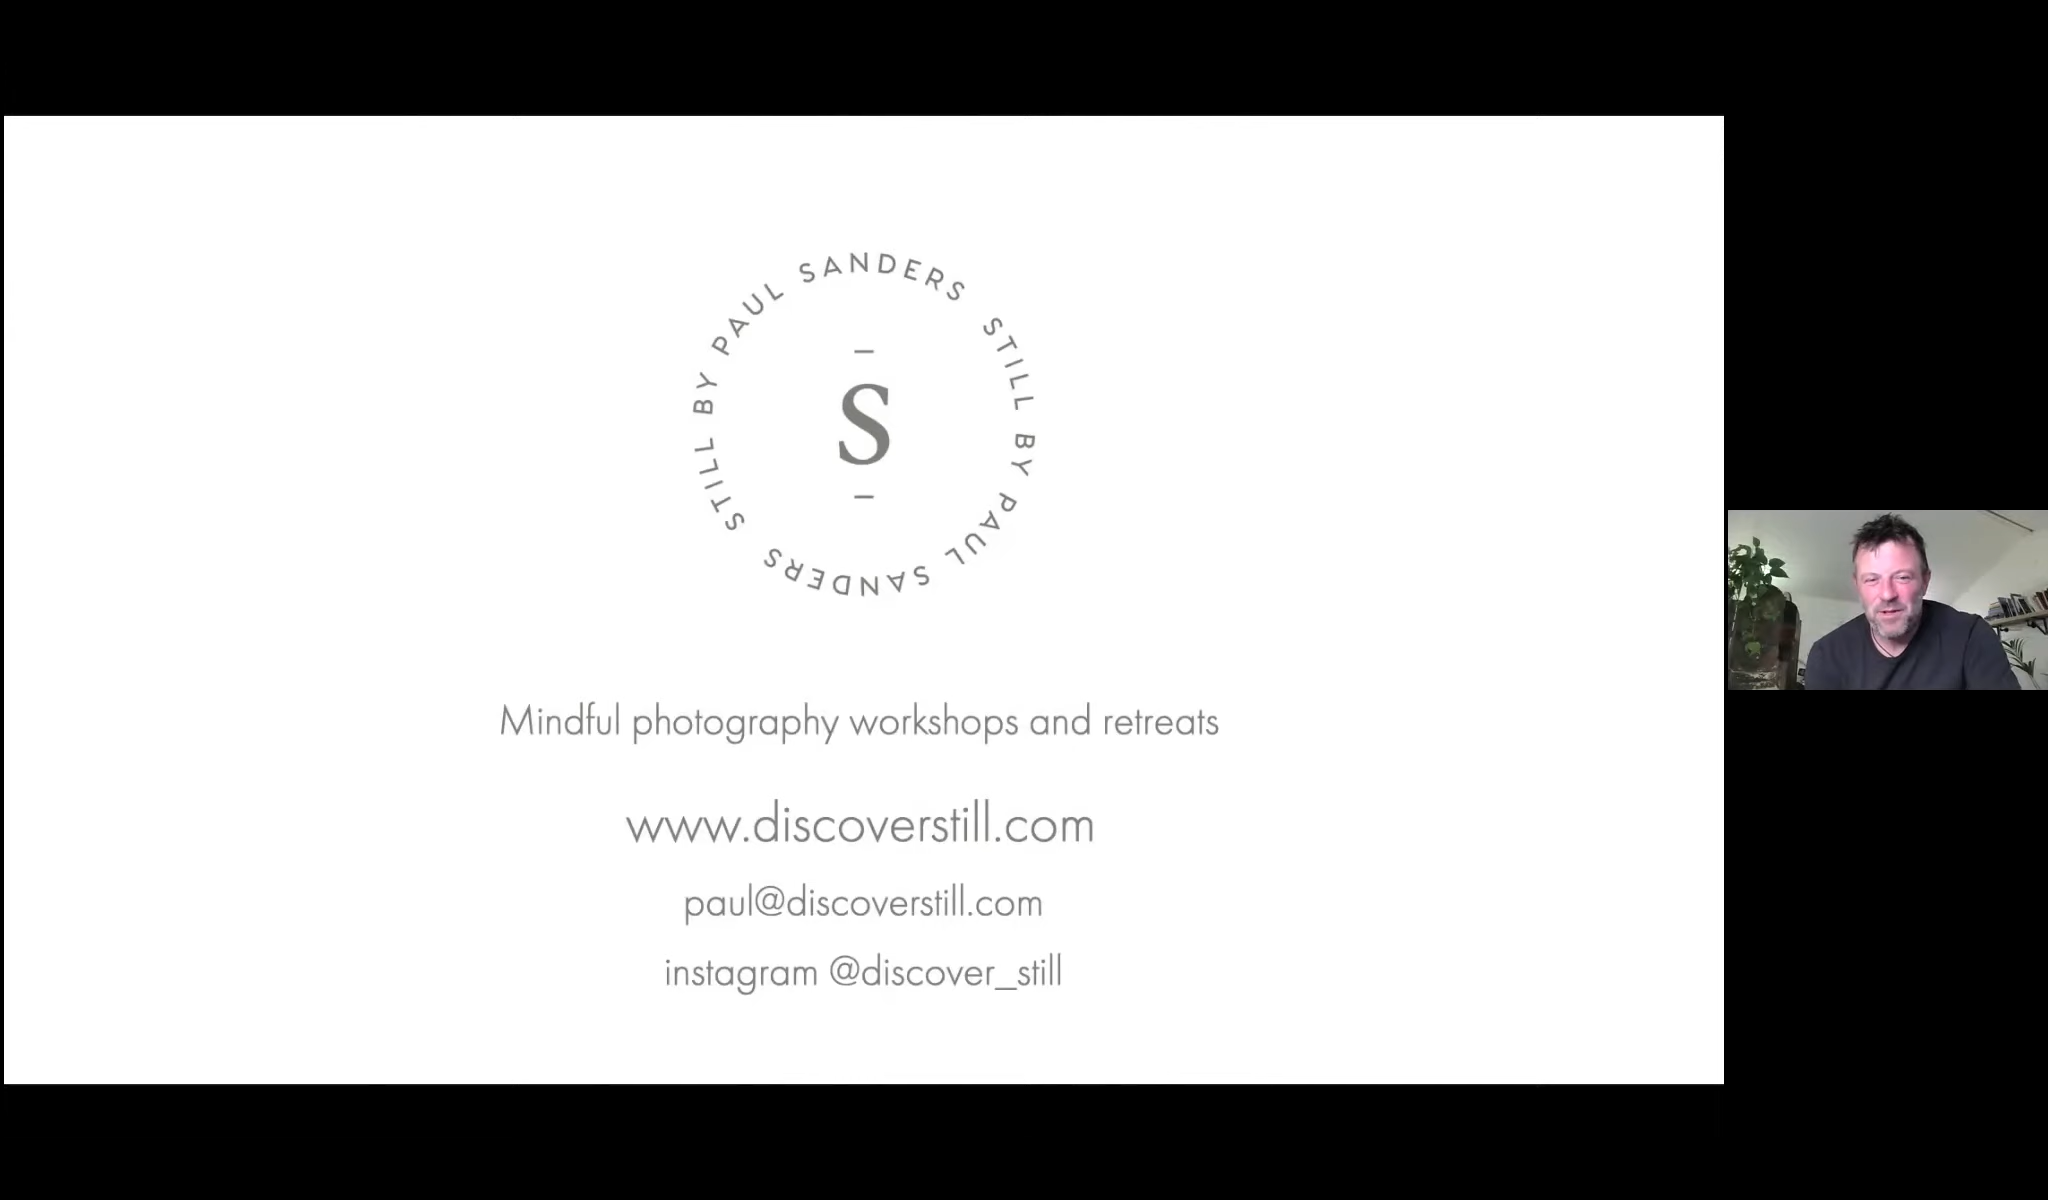 STILL BY PAUL SANDERS STILL BY PAUL SANDERS
S
Mindful photography workshops and retreats
www.discoverstill.com
paul@discoverstill.com
instagram @discover_still